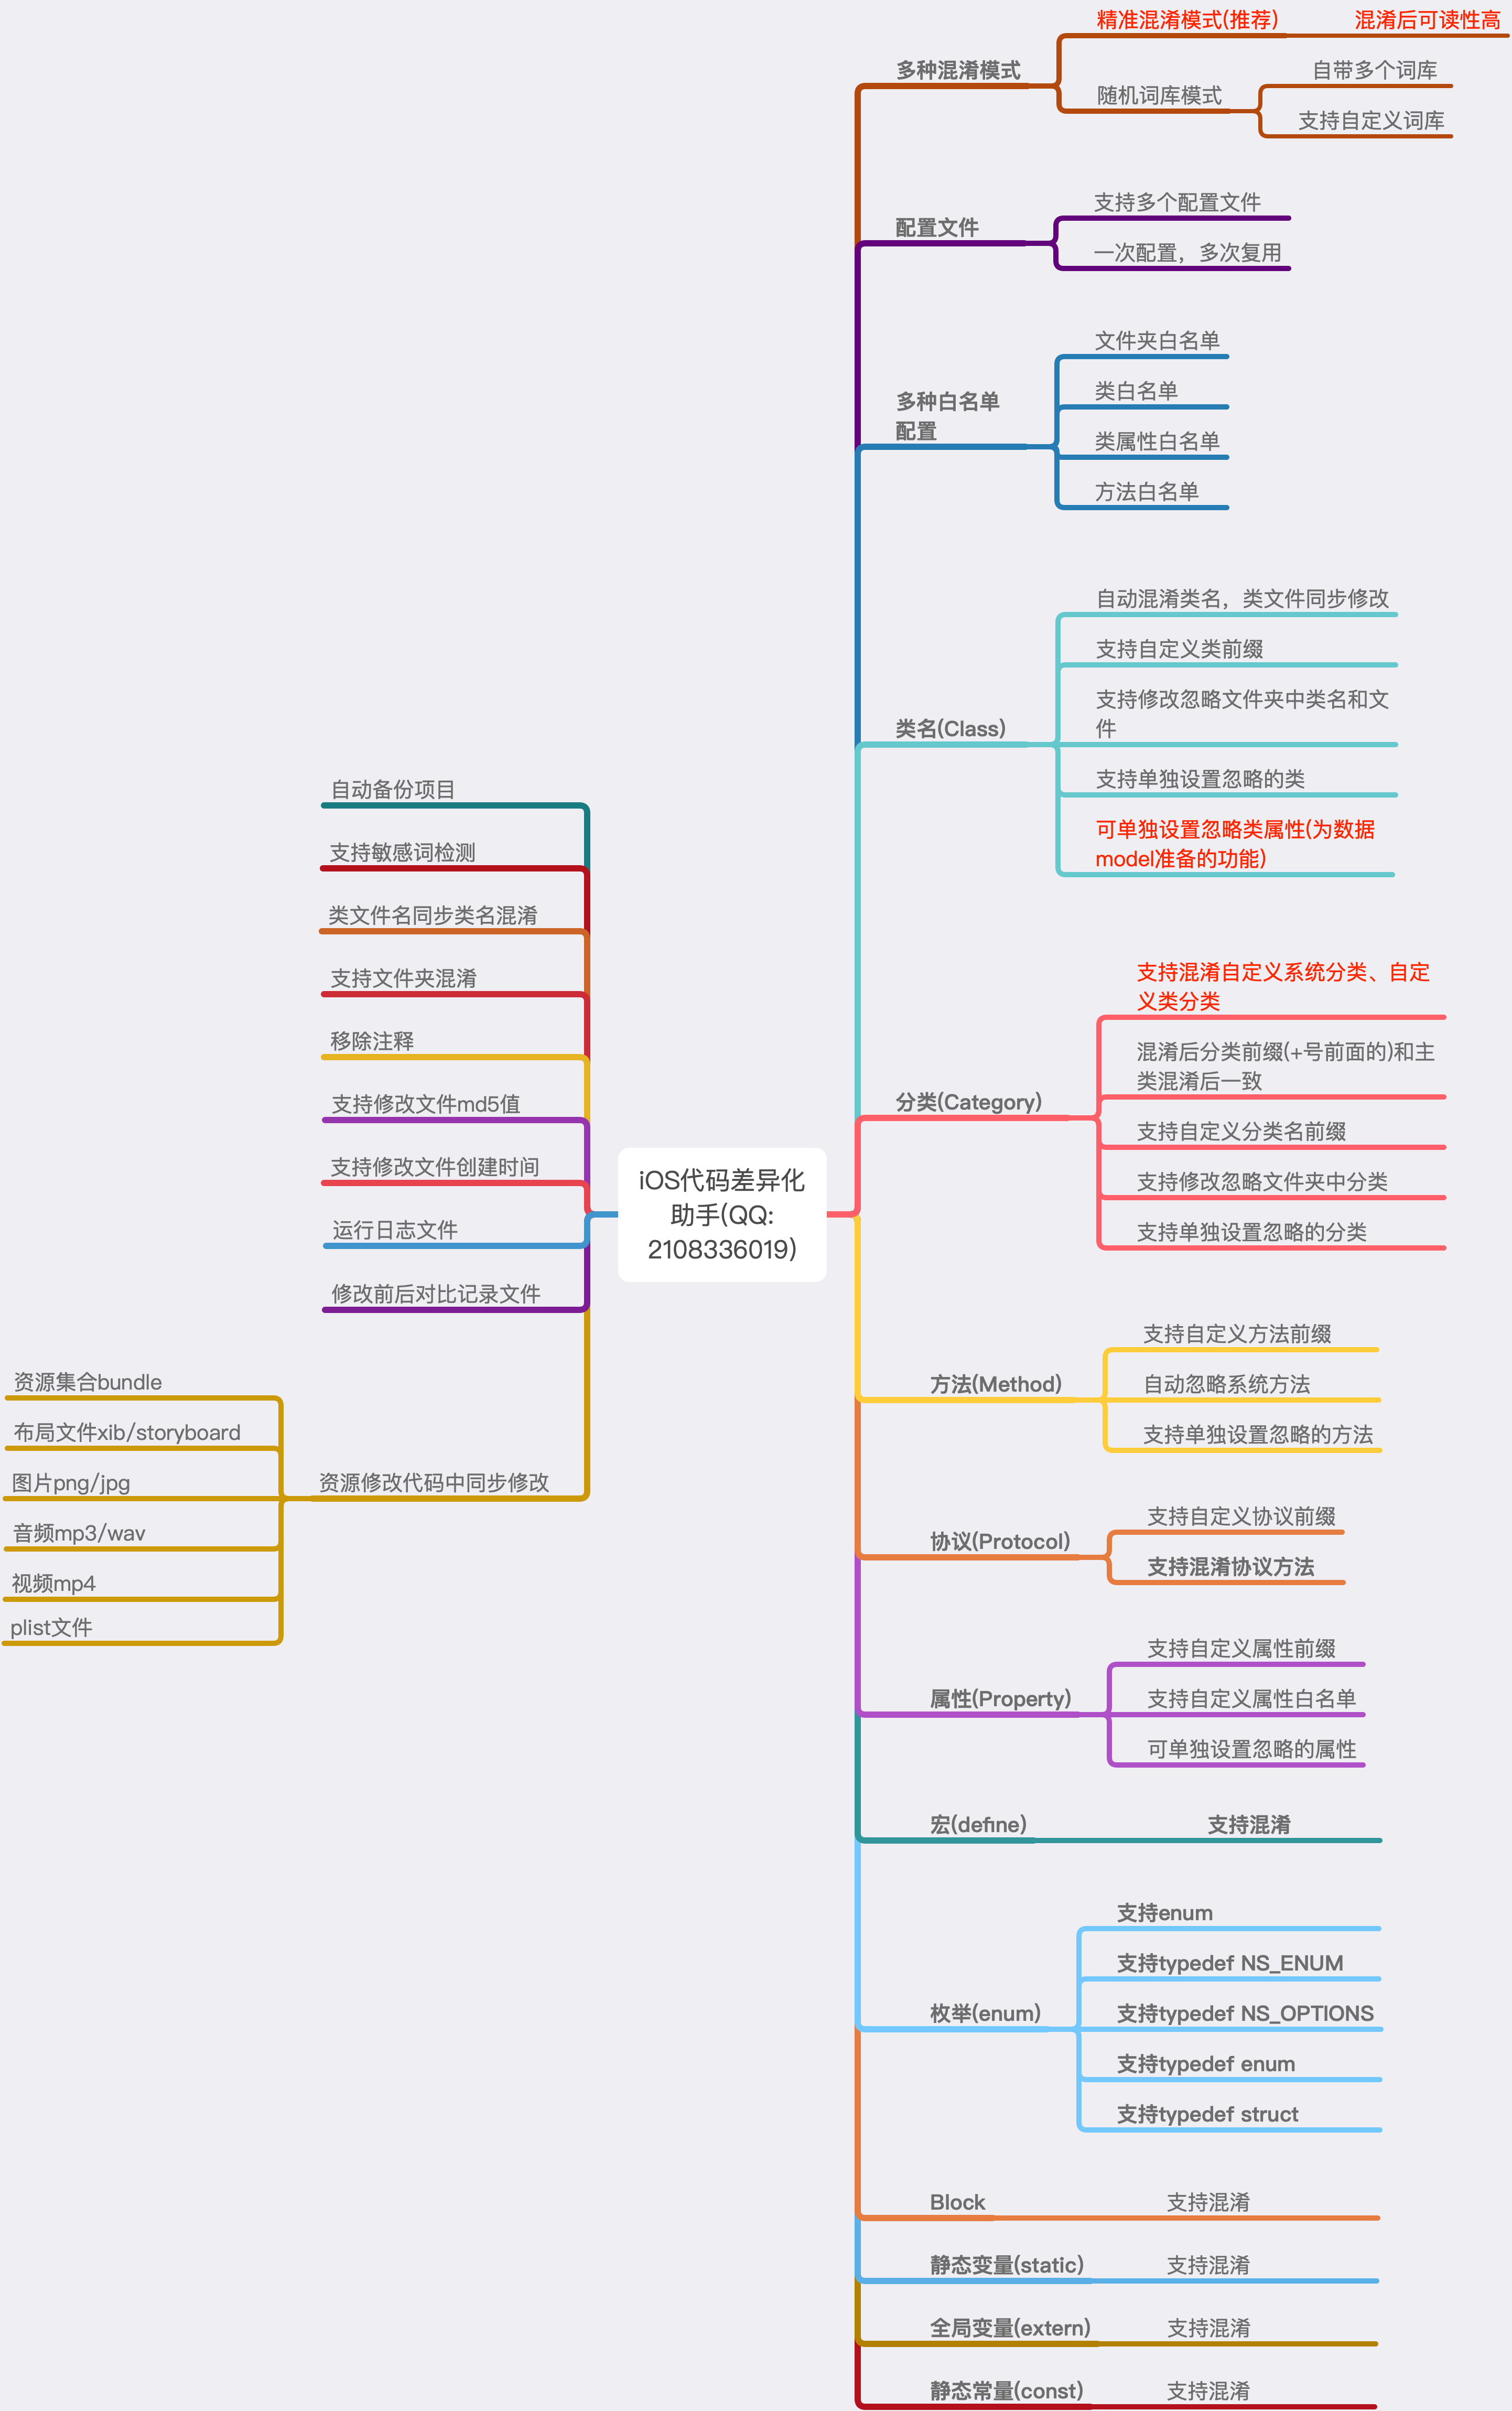 iOS代码差异化
助手(QQ:
2108336019)
多种混淆模式
精准混淆模式(推荐)
混淆后可读性高
随机词库模式
自带多个词库
支持自定义词库
配置文件
支持多个配置文件
一次配置，多次复用
多种白名单
配置
文件夹白名单
类白名单
类属性白名单
方法白名单
类名(Class)
自动混淆类名，类文件同步修改
支持自定义类前缀
支持修改忽略文件夹中类名和文
件
支持单独设置忽略的类
可单独设置忽略类属性(为数据
model准备的功能)
分类(Category)
支持混淆自定义系统分类、自定
义类分类
混淆后分类前缀(+号前面的)和主
类混淆后一致
支持自定义分类名前缀
支持修改忽略文件夹中分类
支持单独设置忽略的分类
方法(Method)
支持自定义方法前缀
自动忽略系统方法
支持单独设置忽略的方法
协议(Protocol)
支持自定义协议前缀
支持混淆协议方法
属性(Property)
支持自定义属性前缀
支持自定义属性白名单
可单独设置忽略的属性
宏(define)
支持混淆
枚举(enum)
支持enum
支持typedef NS_ENUM
支持typedef NS_OPTIONS
支持typedef enum
支持typedef struct
Block
支持混淆
静态变量(static)
支持混淆
全局变量(extern)
支持混淆
静态常量(const)
支持混淆
自动备份项目
支持敏感词检测
类文件名同步类名混淆
支持文件夹混淆
移除注释
支持修改文件md5值
支持修改文件创建时间
运行日志文件
修改前后对比记录文件
资源修改代码中同步修改
资源集合bundle
布局文件xib/storyboard
图片png/jpg
音频mp3/wav
视频mp4
plist文件